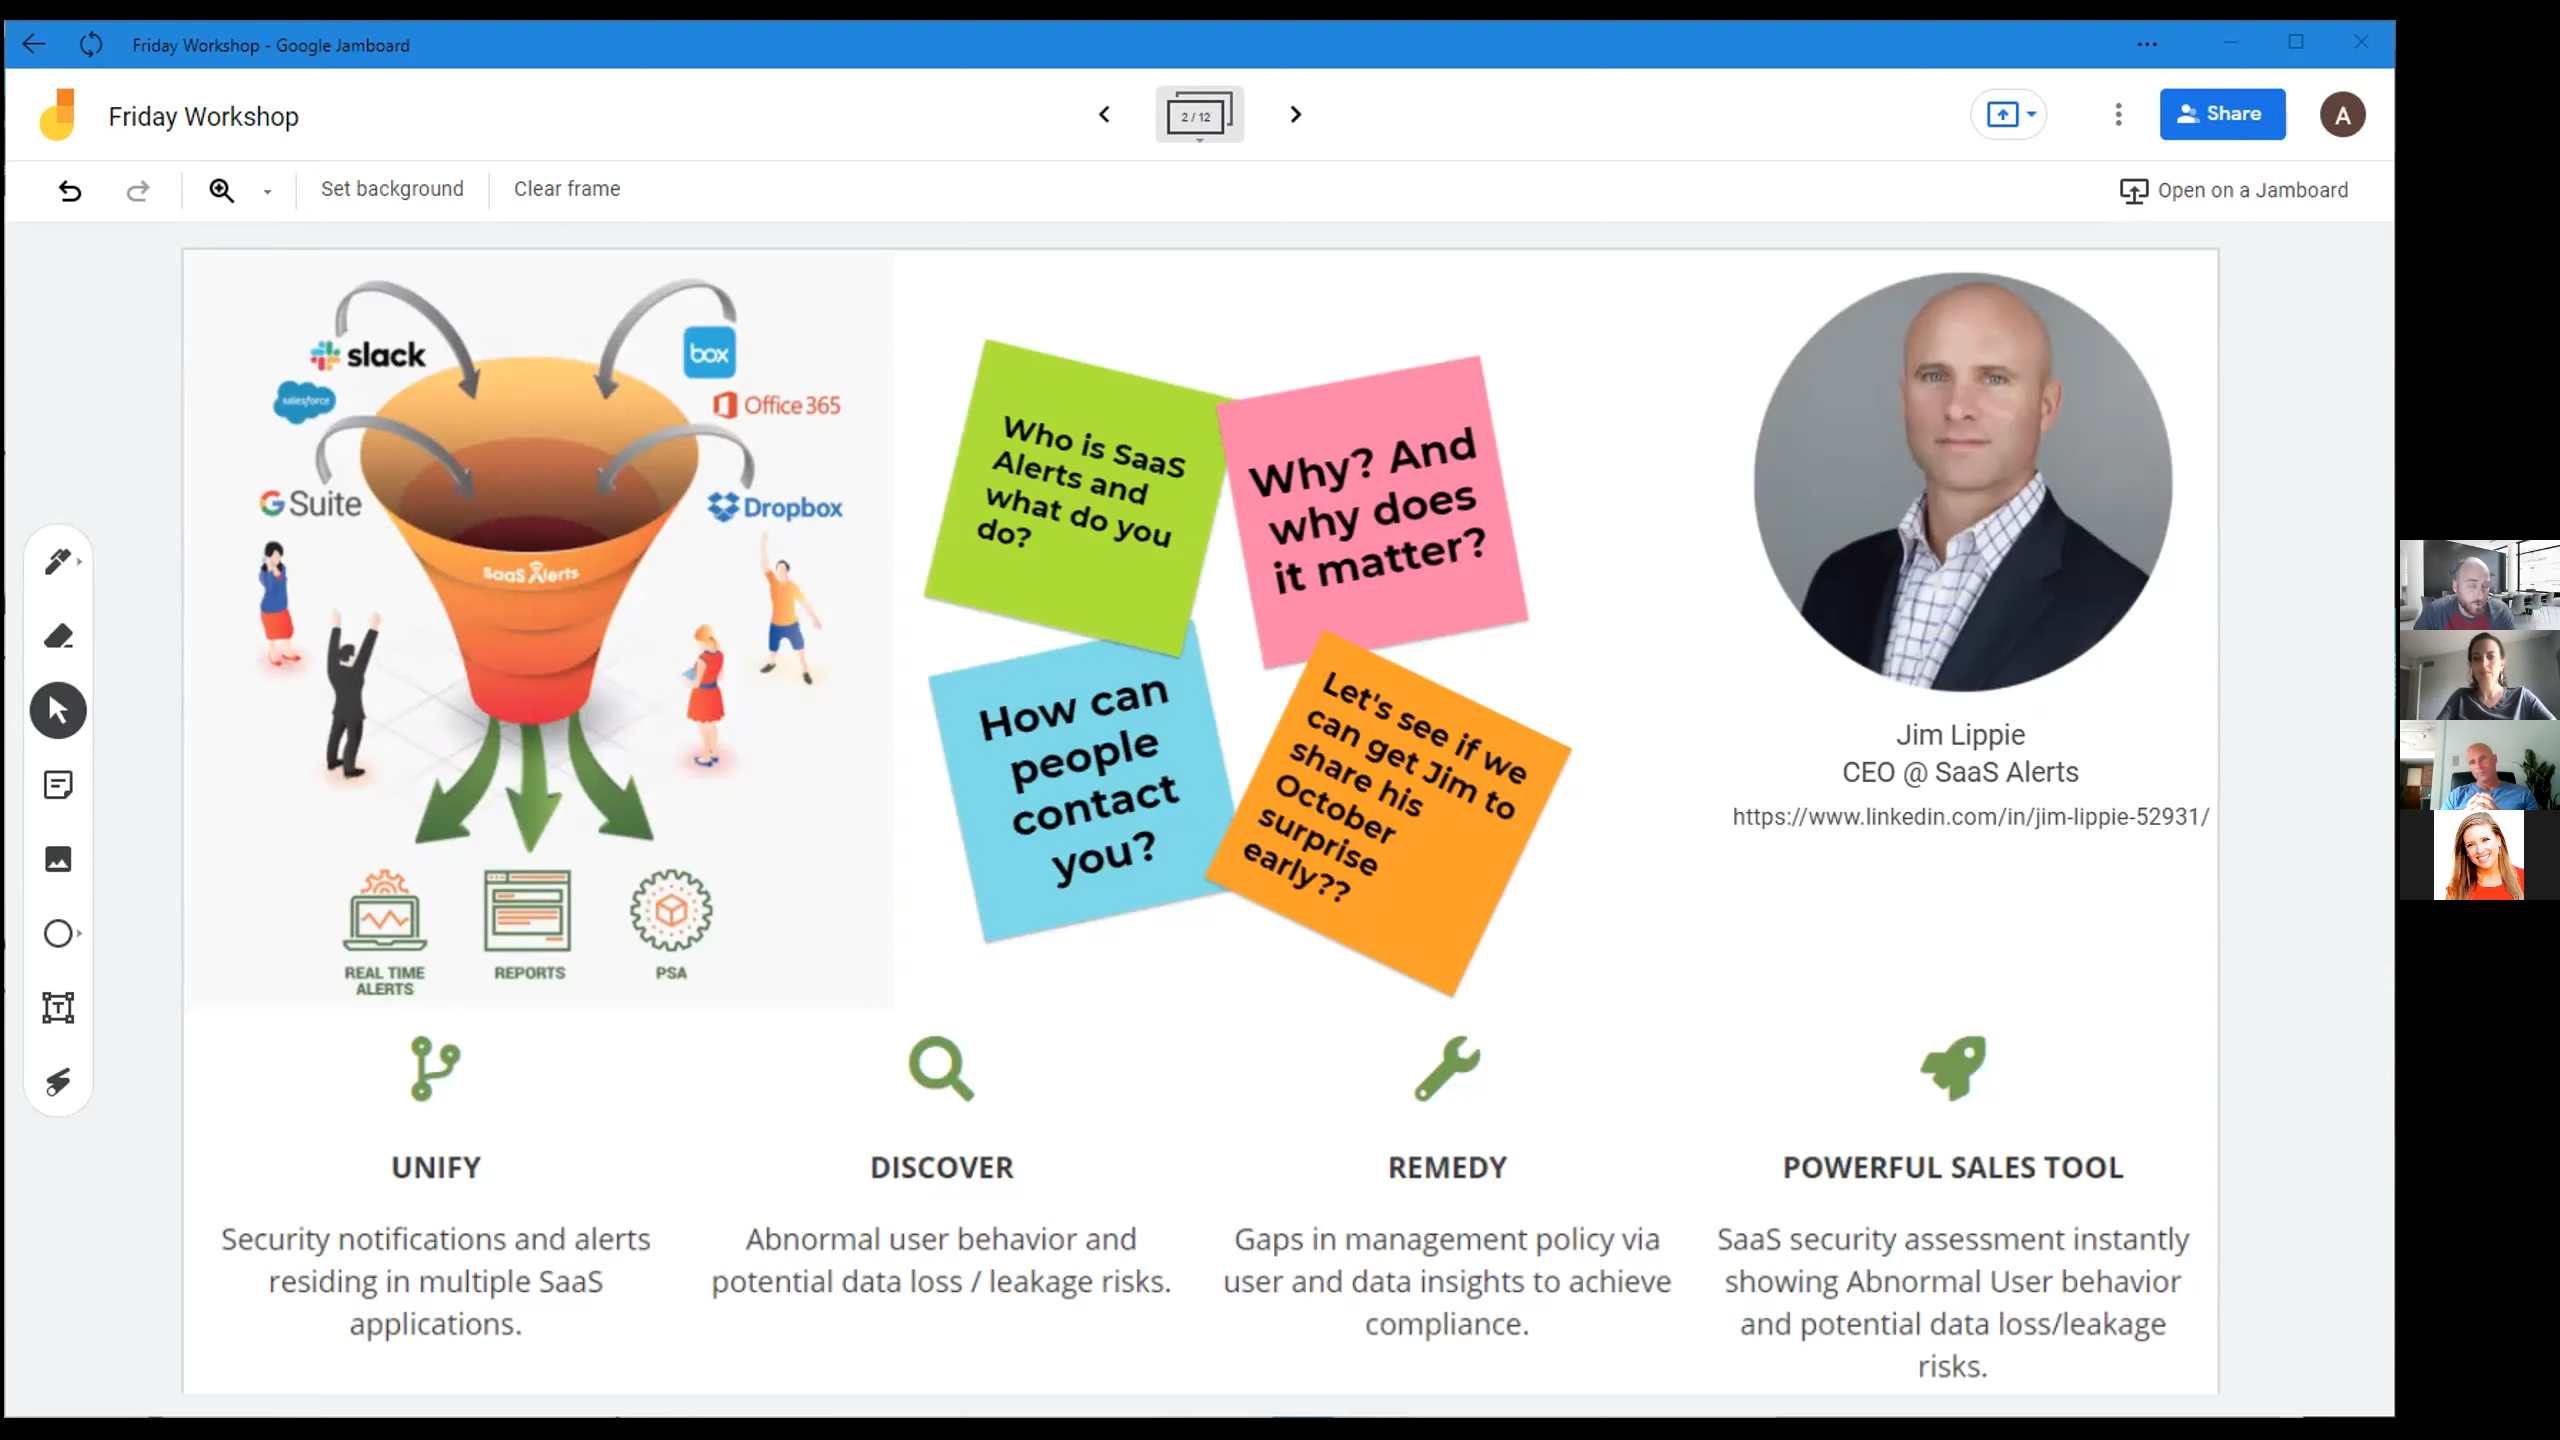 Friday Workshop - Google Jamboard
Friday Workshop
2 / 12
Share
A
Set background
Clear frame
Open on a Jamboard
slack
salesforce
G Suite
box
Office 365
Dropbox
SaaS Alerts
REAL TIME
ALERTS
REPORTS
PSA
Who is SaaS
Alerts and
what do you
do?
Why? And
why does
it matter?
How can
people
contact
you?
Let's see if we
can get Jim to
share his
October
surprise
early??
Jim Lippie
CEO @ SaaS Alerts
https://www.linkedin.com/in/jim-lippie-52931/
UNIFY
Security notifications and alerts
residing in multiple SaaS
applications.
DISCOVER
Abnormal user behavior and
potential data loss / leakage risks.
REMEDY
Gaps in management policy via
user and data insights to achieve
compliance.
POWERFUL SALES TOOL
SaaS security assessment instantly
showing Abnormal User behavior
and potential data loss/leakage
risks.